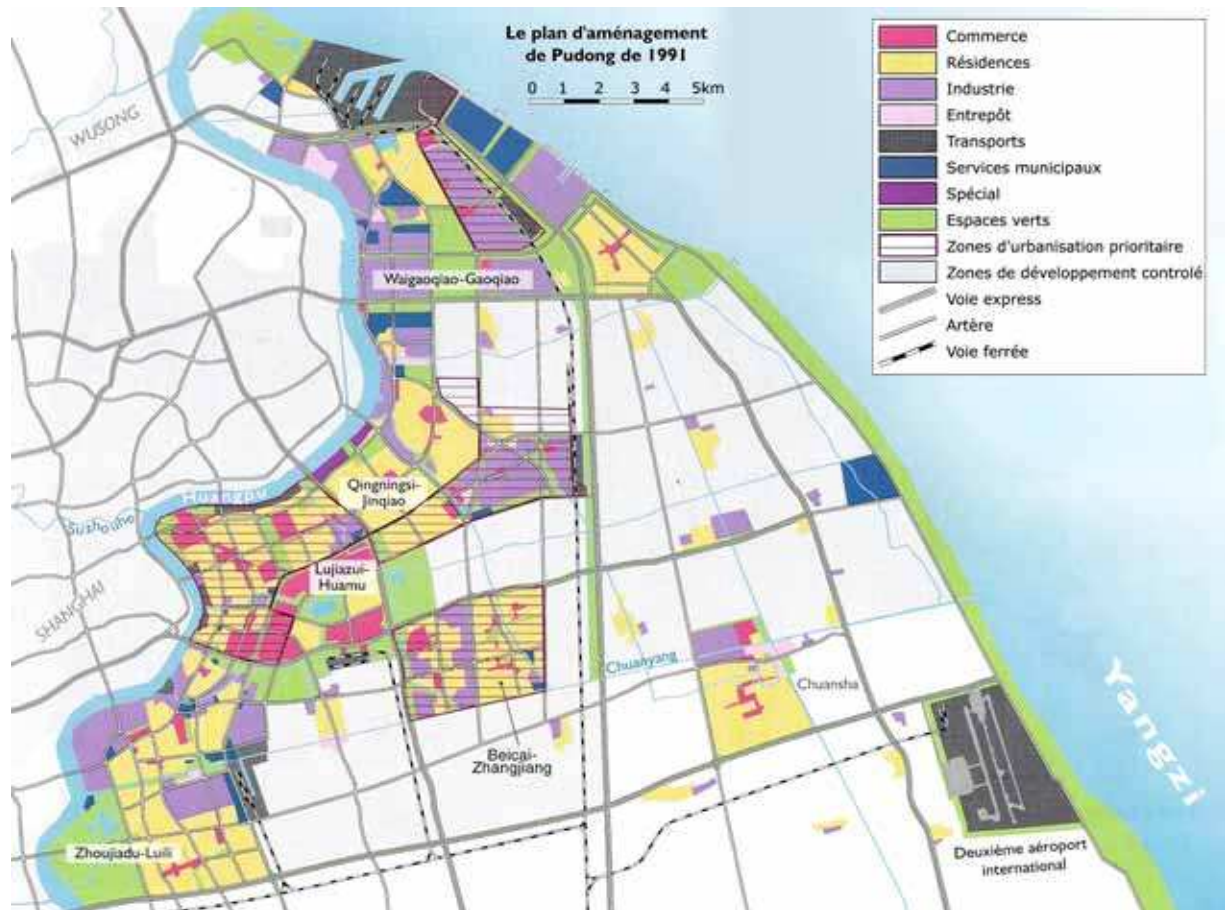 Le plan d'aménagement
de Pudong de 1991
0 1 2 3 4 5km
Commerce
Résidences
Industrie
Entrepôt
Transports
Services municipaux
Spécial
Espaces verts
Zones d'urbanisation prioritaire
Zones de développement controlé
Voie express
Artère
Voie ferrée
WUSONG
Waigaoqiao-Gaoqiao
Qingningsi-
Jinqiao
Huangpu
Suzhouhe
Lujiazui-
Huamu
SHANGHAI
Chuanyang
Chuansha
Yangzi
Beicai-
Zhangjiang
Zhoujiadu-Luili
Deuxième aéroport
international